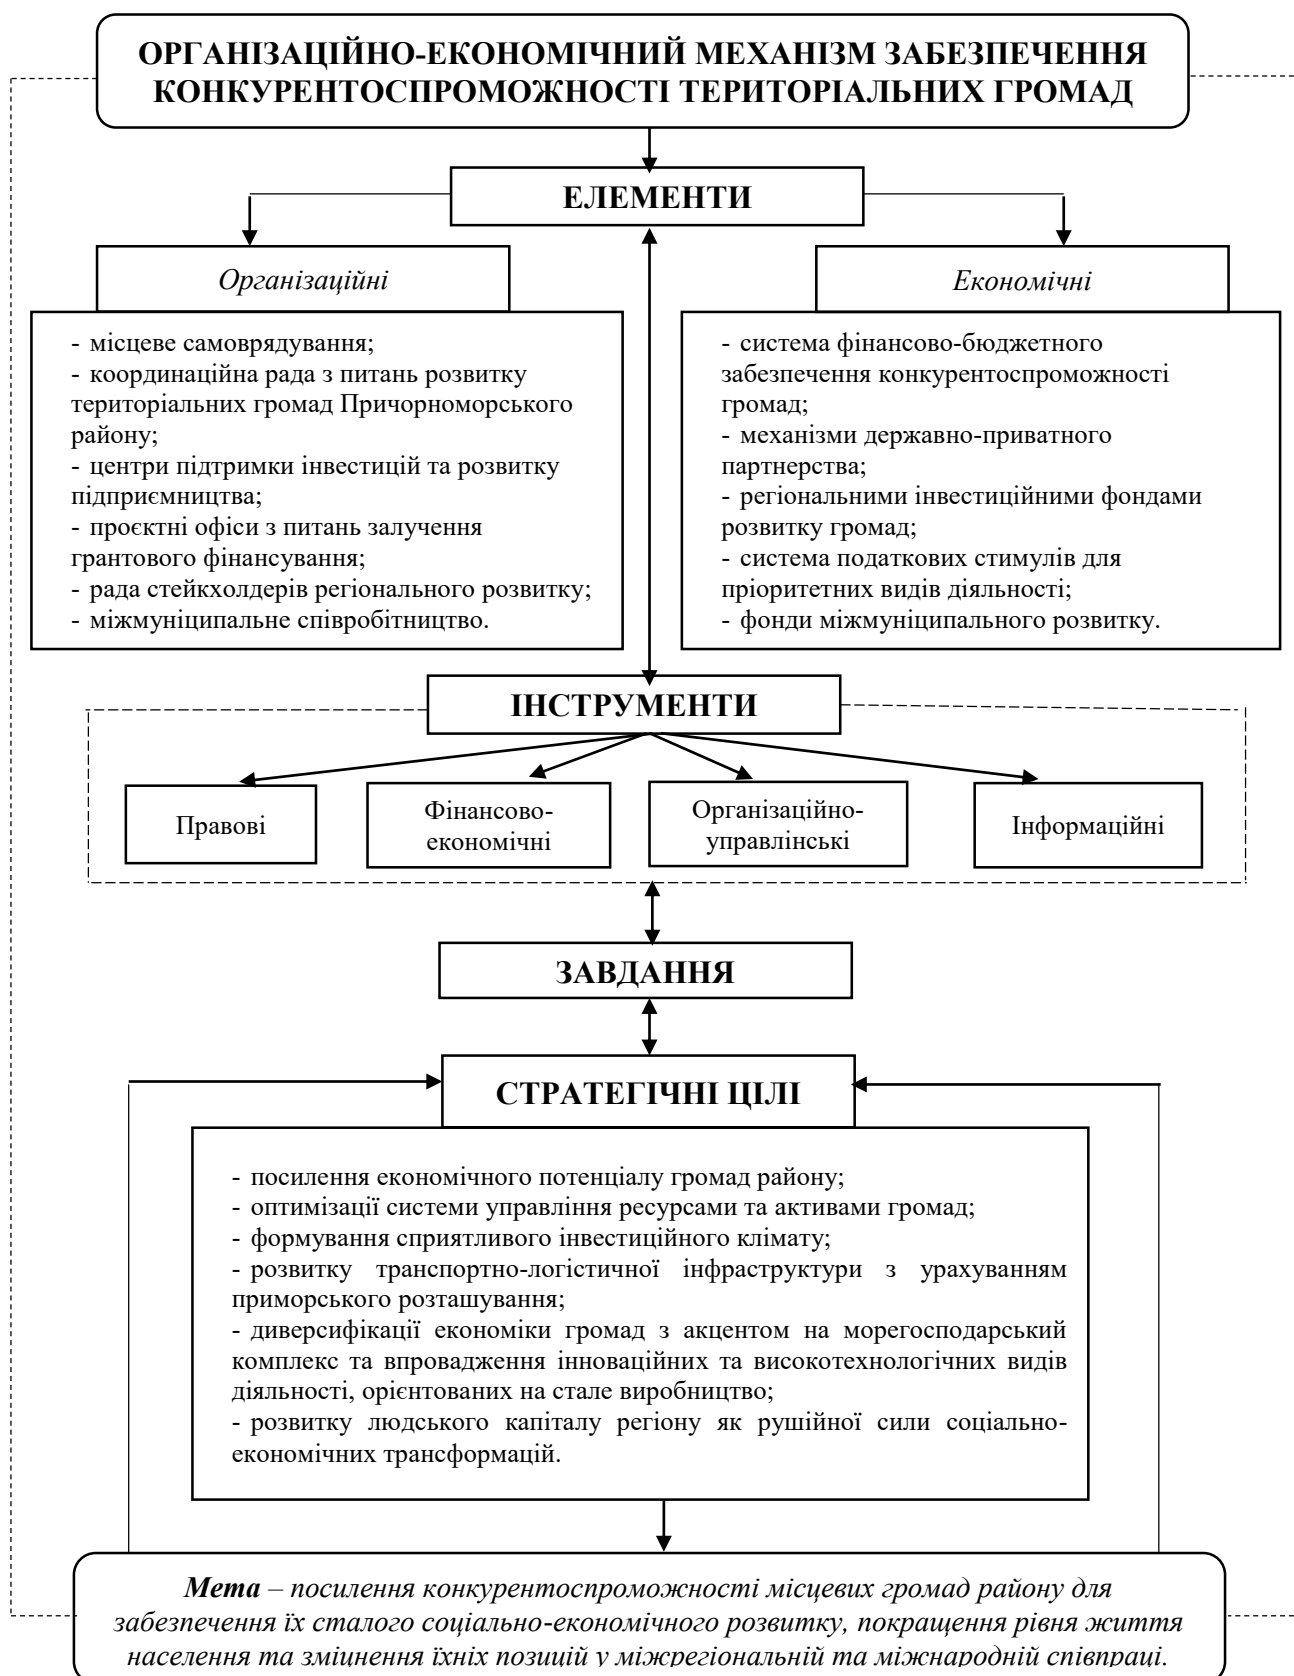 ОРГАНІЗАЦІЙНО-ЕКОНОМІЧНИЙ МЕХАНІЗМ ЗАБЕЗПЕЧЕННЯ
КОНКУРЕНТОСПРОМОЖНОСТІ ТЕРИТОРІАЛЬНИХ ГРОМАД
ЕЛЕМЕНТИ
Організаційні
- місцеве самоврядування;
- координаційна рада з питань розвитку
територіальних громад Причорноморського
району;
- центри підтримки інвестицій та розвитку
підприємництва;
- проєктні офіси з питань залучення
грантового фінансування;
- рада стейкхолдерів регіонального розвитку;
- міжмуніципальне співробітництво.
Економічні
- система фінансово-бюджетного
забезпечення конкурентоспроможності
громад;
- механізми державно-приватного
партнерства;
- регіональними інвестиційними фондами
розвитку громад;
- система податкових стимулів для
пріоритетних видів діяльності;
- фонди міжмуніципального розвитку.
ІНСТРУМЕНТИ
Правові
Фінансово-
економічні
Організаційно-
управлінські
Інформаційні
ЗАВДАННЯ
СТРАТЕГІЧНІ ЦІЛІ
- посилення економічного потенціалу громад району;
- оптимізації системи управління ресурсами та активами громад;
- формування сприятливого інвестиційного клімату;
- розвитку транспортно-логістичної інфраструктури з урахуванням
приморського розташування;
- диверсифікації економіки громад з акцентом на морегосподарський
комплекс та впровадження інноваційних та високотехнологічних видів
діяльності, орієнтованих на стале виробництво;
- розвитку людського капіталу регіону як рушійної сили соціально-
економічних трансформацій.
Мета – посилення конкурентоспроможності місцевих громад району для
забезпечення їх сталого соціально-економічного розвитку, покращення рівня життя
населення та зміцнення їхніх позицій у міжрегіональній та міжнародній співпраці.